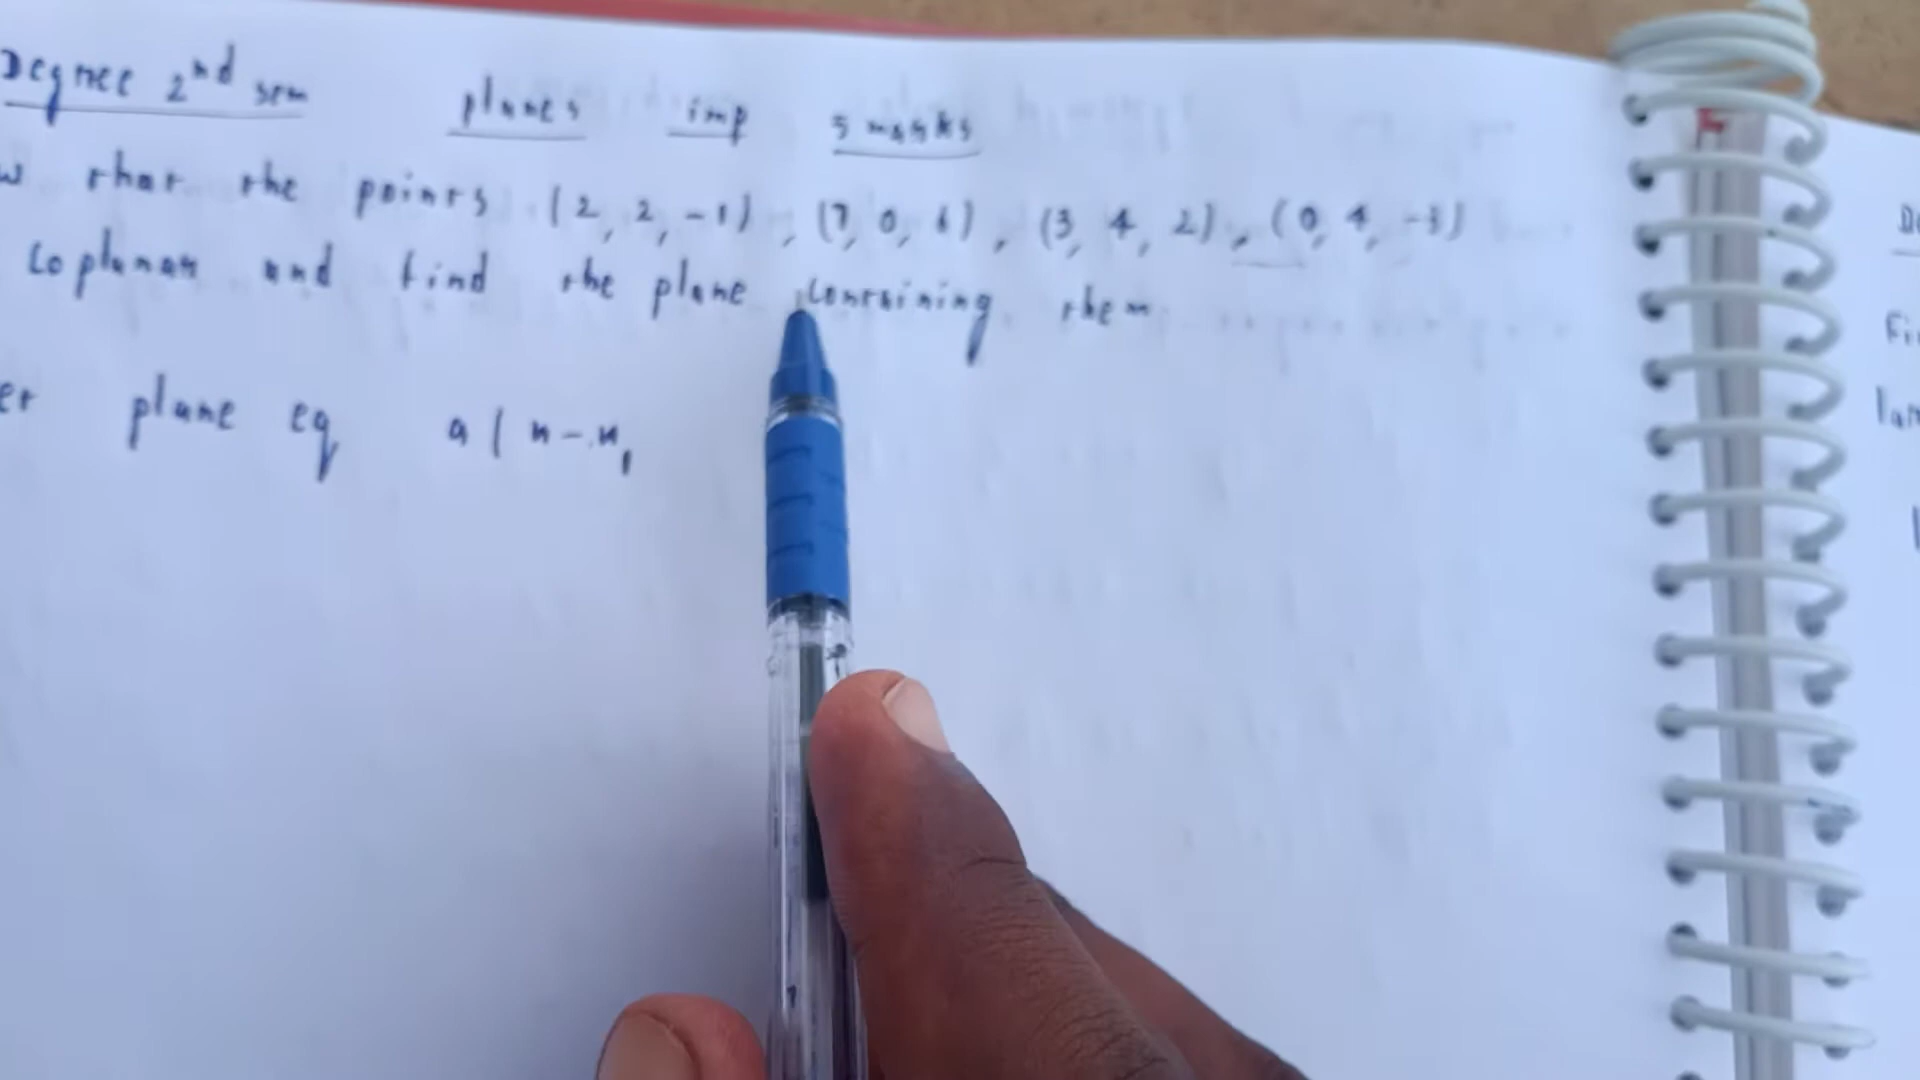 Degree 2nd sem planes imp 5 marks
w that the points (2, 2, -1), (7, 0, 6), (3, 4, 2), (0, 4, -3)
coplanar and find the plane containing them
er plane eq a(x-x1
Fi